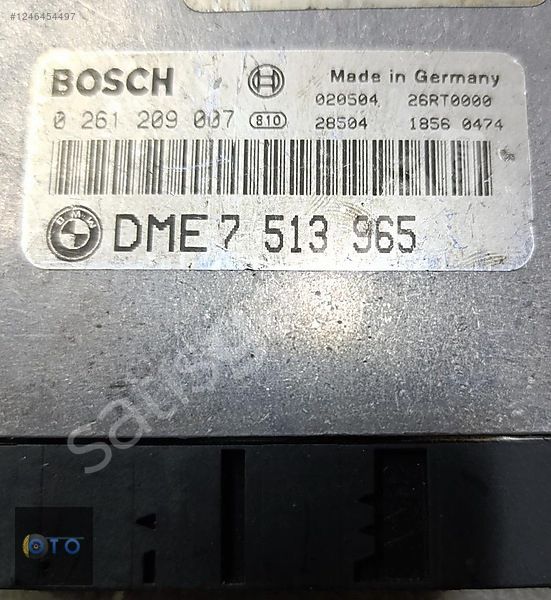 #1246454497
BOSCH Made in Germany
0 261 209 007 810 020504 26RT0000
28504 1856 0474
BMW DME 7 513 965
OTO